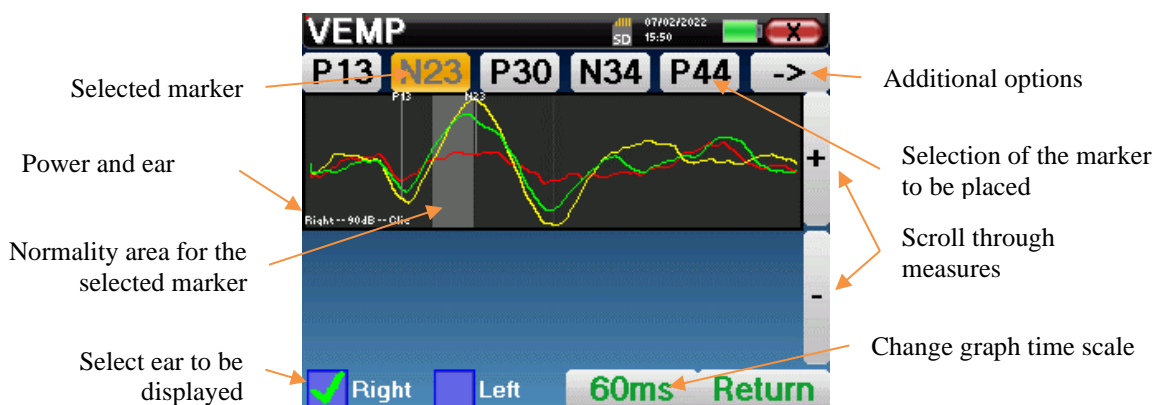 VEMP
SD
07/02/2022
15:50
X
P13 N23 P30 N34 P44 ->
P13 N23
Right -- 90dB -- Clic
+
-
Right Left 60ms Return
Selected marker
Power and ear
Normality area for the
selected marker
Select ear to be
displayed
Additional options
Selection of the marker
to be placed
Scroll through
measures
Change graph time scale